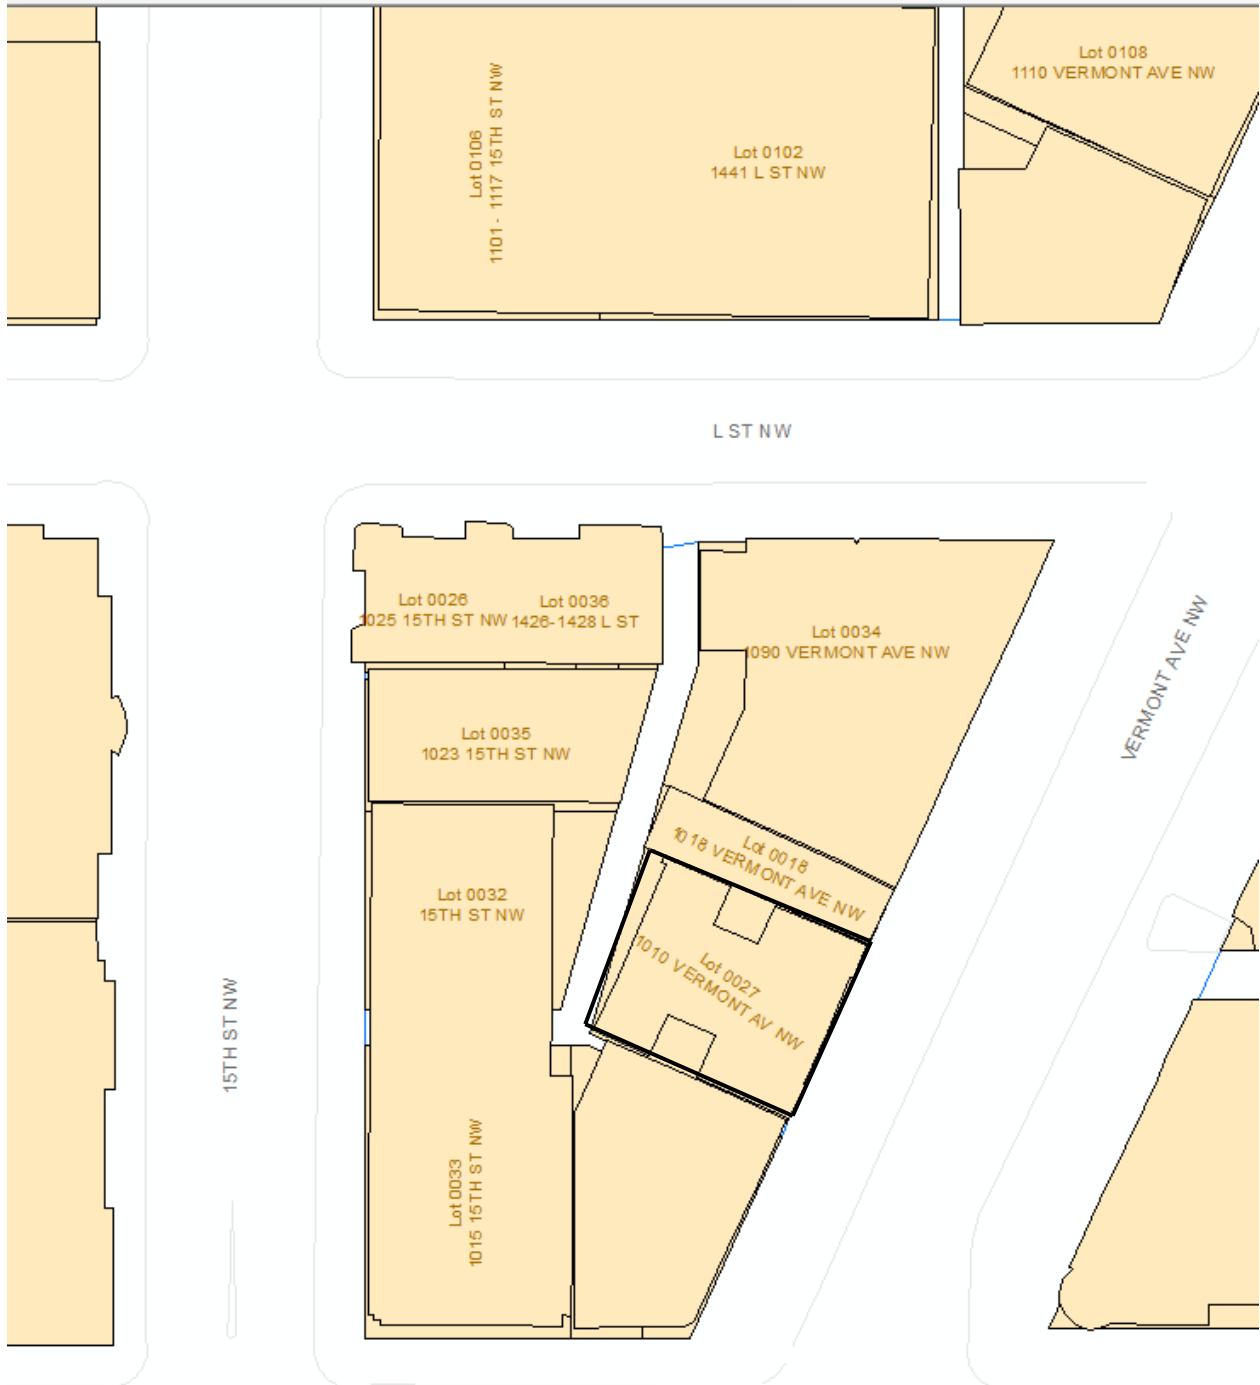 Lot 0108
1110 VERMONT AVE NW
Lot 0106
1101 - 1117 15TH ST NW
Lot 0102
1441 L ST NW
L ST NW
Lot 0026
1025 15TH ST NW
Lot 0036
1426-1428 L ST
Lot 0034
1090 VERMONT AVE NW
VERMONT AVE NW
Lot 0035
1023 15TH ST NW
Lot 0018
1018 VERMONT AVE NW
Lot 0032
15TH ST NW
Lot 0027
1010 VERMONT AV NW
15TH ST NW
Lot 0033
1015 15TH ST NW